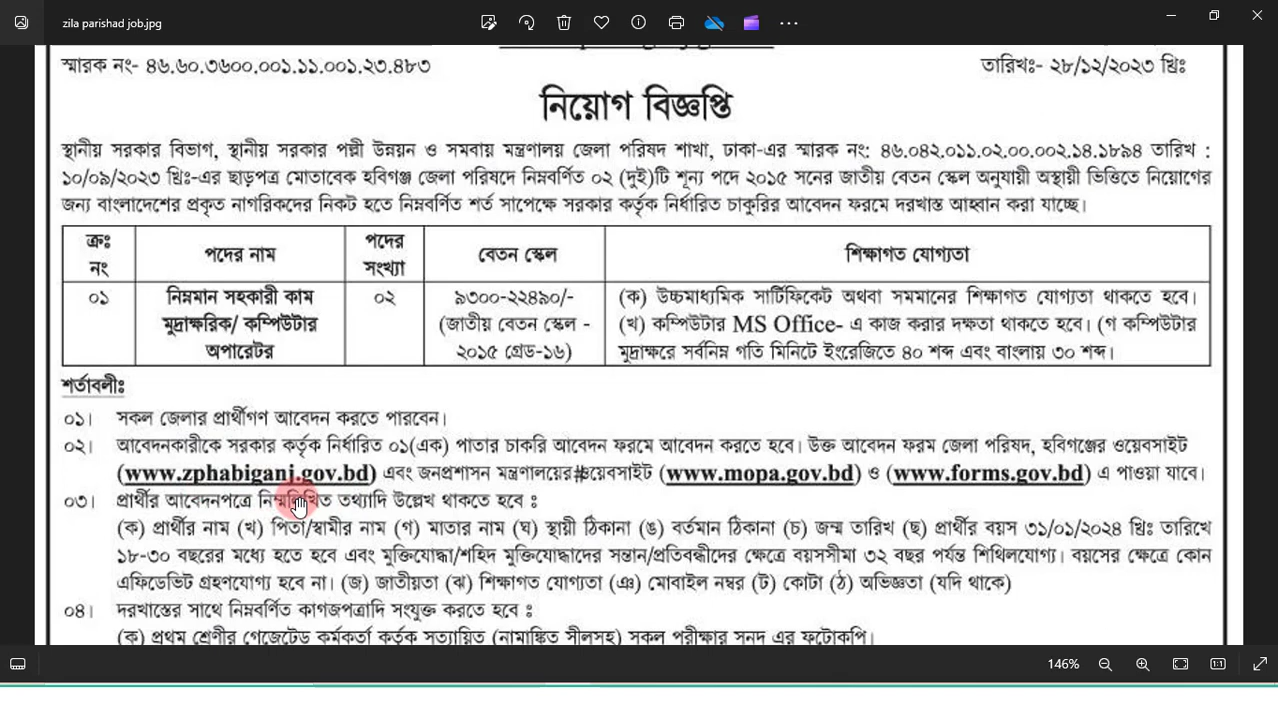 zila parishad job.jpg
স্মারক নং- ৪৬.৬০.৩৬০০.০০১.১১.০০১.২৩.৪৮৩ তারিখঃ- ২৮/১২/২০২৩ খ্রিঃ
নিয়োগ বিজ্ঞপ্তি
স্থানীয় সরকার বিভাগ, স্থানীয় সরকার পল্লী উন্নয়ন ও সমবায় মন্ত্রণালয় জেলা পরিষদ শাখা, ঢাকা-এর স্মারক নং: ৪৬.০৪২.০১১.০২.০০.০০২.১৪.১৮৯৪ তারিখ :
১০/০৯/২০২৩ খ্রিঃ-এর ছাড়পত্র মোতাবেক হবিগঞ্জ জেলা পরিষদে নিম্নবর্ণিত ০২ (দুই)টি শূন্য পদে ২০১৫ সনের জাতীয় বেতন স্কেল অনুযায়ী অস্থায়ী ভিত্তিতে নিয়োগের
জন্য বাংলাদেশের প্রকৃত নাগরিকদের নিকট হতে নিম্নবর্ণিত শর্ত সাপেক্ষে সরকার কর্তৃক নির্ধারিত চাকুরির আবেদন ফরমে দরখাস্ত আহ্বান করা যাচ্ছে।
ক্রঃ নং পদের নাম পদের সংখ্যা বেতন স্কেল শিক্ষাগত যোগ্যতা
০১ নিম্নমান সহকারী কাম ০২ ৯৩০০-২২৪৯০/- (ক) উচ্চমাধ্যমিক সার্টিফিকেট অথবা সমমানের শিক্ষাগত যোগ্যতা থাকতে হবে।
মুদ্রাক্ষরিক/ কম্পিউটার (জাতীয় বেতন স্কেল - (খ) কম্পিউটার MS Office- এ কাজ করার দক্ষতা থাকতে হবে। (গ কম্পিউটার
অপারেটর ২০১৫ গ্রেড-১৬) মুদ্রাক্ষরে সর্বনিম্ন গতি মিনিটে ইংরেজিতে ৪০ শব্দ এবং বাংলায় ৩০ শব্দ।
শর্তাবলীঃ
০১। সকল জেলার প্রার্থীগণ আবেদন করতে পারবেন।
০২। আবেদনকারীকে সরকার কর্তৃক নির্ধারিত ০১(এক) পাতার চাকরি আবেদন ফরমে আবেদন করতে হবে। উক্ত আবেদন ফরম জেলা পরিষদ, হবিগঞ্জের ওয়েবসাইট
(www.zphabiganj.gov.bd) এবং জনপ্রশাসন মন্ত্রণালয়ের ওয়েবসাইট (www.mopa.gov.bd) ও (www.forms.gov.bd) এ পাওয়া যাবে।
০৩। প্রার্থীর আবেদনপত্রে নিম্নলিখিত তথ্যাদি উল্লেখ থাকতে হবে ঃ
(ক) প্রার্থীর নাম (খ) পিতা/স্বামীর নাম (গ) মাতার নাম (ঘ) স্থায়ী ঠিকানা (ঙ) বর্তমান ঠিকানা (চ) জন্ম তারিখ (ছ) প্রার্থীর বয়স ৩১/০১/২০২৪ খ্রিঃ তারিখে
১৮-৩০ বছরের মধ্যে হতে হবে এবং মুক্তিযোদ্ধা/শহিদ মুক্তিযোদ্ধাদের সন্তান/প্রতিবন্ধীদের ক্ষেত্রে বয়সসীমা ৩২ বছর পর্যন্ত শিথিলযোগ্য। বয়সের ক্ষেত্রে কোন
এফিডেভিট গ্রহণযোগ্য হবে না। (জ) জাতীয়তা (ঝ) শিক্ষাগত যোগ্যতা (ঞ) মোবাইল নম্বর (ট) কোটা (ঠ) অভিজ্ঞতা (যদি থাকে)
০৪। দরখাস্তের সাথে নিম্নবর্ণিত কাগজপত্রাদি সংযুক্ত করতে হবে ঃ
(ক) প্রথম শ্রেণীর গেজেটেড কর্মকর্তা কর্তৃক সত্যায়িত (নামাঙ্কিত সীলসহ) সকল পরীক্ষার সনদ এর ফটোকপি।
146%